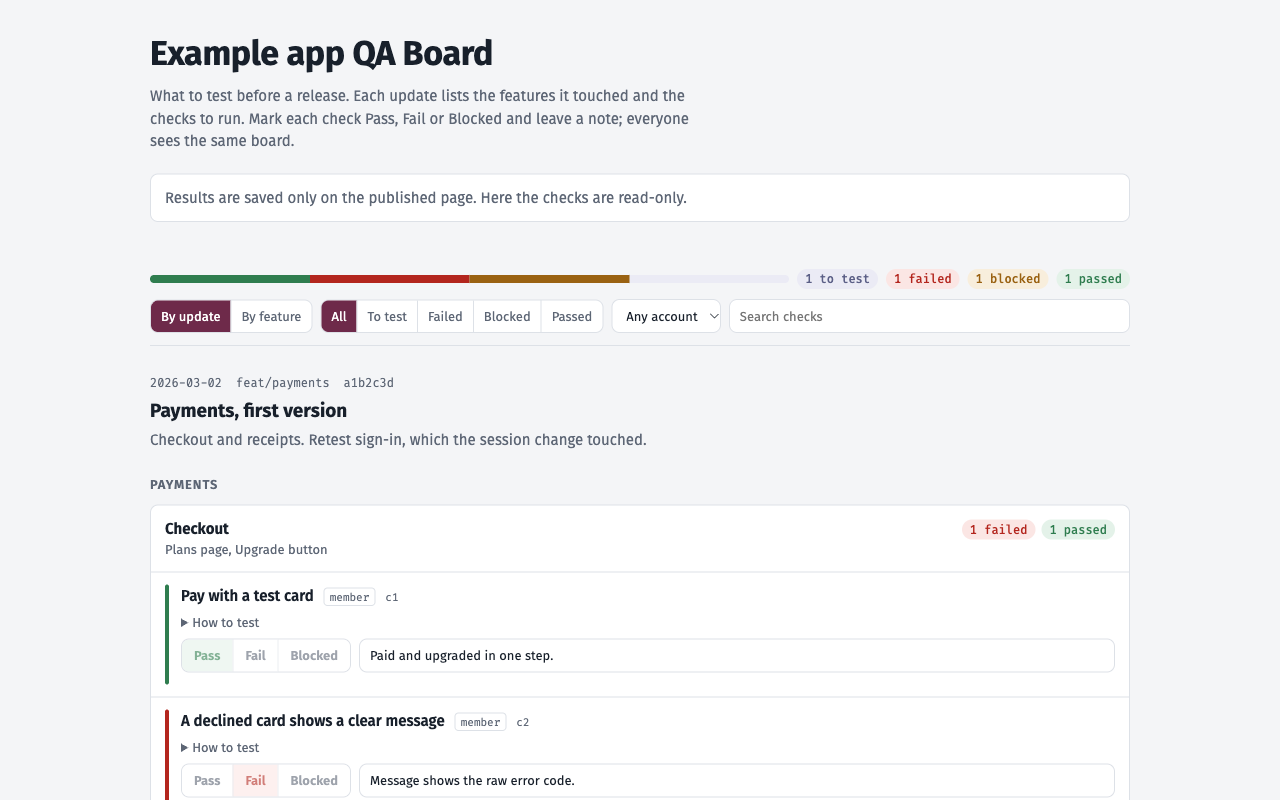 Example app QA Board
What to test before a release. Each update lists the features it touched and the
checks to run. Mark each check Pass, Fail or Blocked and leave a note; everyone
sees the same board.
Results are saved only on the published page. Here the checks are read-only.
1 to test 1 failed 1 blocked 1 passed
By update By feature All To test Failed Blocked Passed Any account Search checks
2026-03-02 feat/payments a1b2c3d
Payments, first version
Checkout and receipts. Retest sign-in, which the session change touched.
PAYMENTS
Checkout 1 failed 1 passed
Plans page, Upgrade button
Pay with a test card member c1
How to test
Pass Fail Blocked Paid and upgraded in one step.
A declined card shows a clear message member c2
How to test
Pass Fail Blocked Message shows the raw error code.